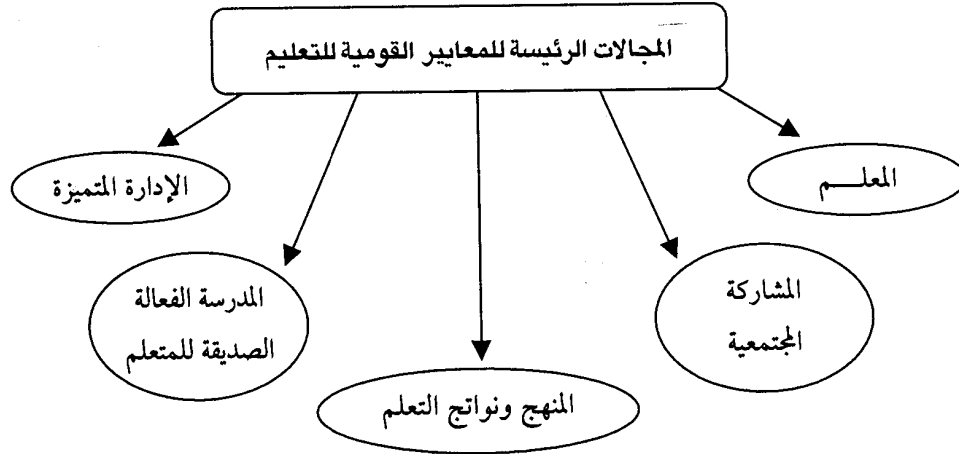 المجالات الرئيسة للمعايير القومية للتعليم
المعلـــم
الإدارة المتميزة
المشاركة
المجتمعية
المدرسة الفعالة
الصديقة للمتعلم
المنهج ونواتج التعلم